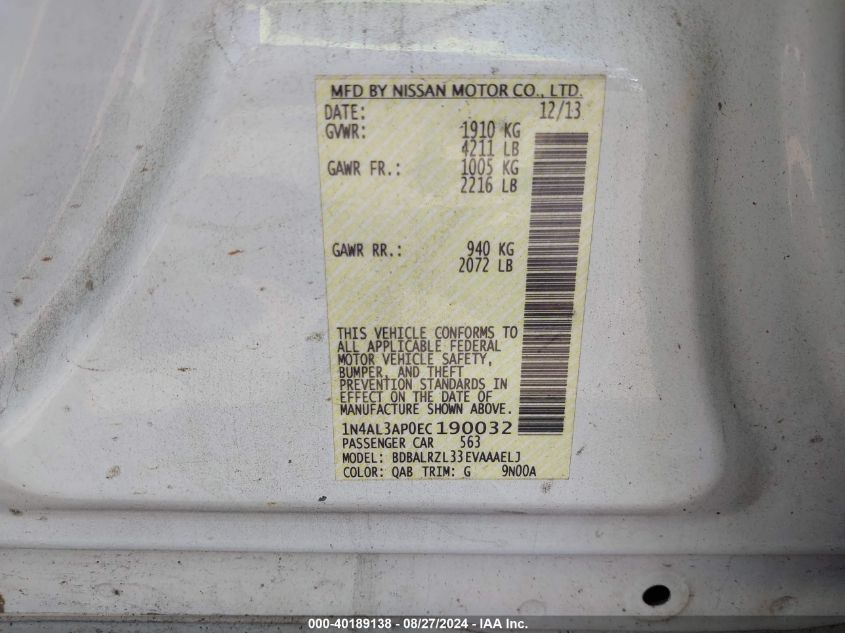 MFD BY NISSAN MOTOR CO., LTD.
DATE: 12/13
GVWR: 1910 KG
4211 LB
GAWR FR.: 1005 KG
2216 LB
GAWR RR.: 940 KG
2072 LB
THIS VEHICLE CONFORMS TO
ALL APPLICABLE FEDERAL
MOTOR VEHICLE SAFETY,
BUMPER, AND THEFT
PREVENTION STANDARDS IN
EFFECT ON THE DATE OF
MANUFACTURE SHOWN ABOVE.
1N4AL3AP0EC190032
PASSENGER CAR 563
MODEL: BDBALRZL33EVAAAELJ
COLOR: QAB TRIM: G 9N00A
000-40189138 - 08/27/2024 - IAA Inc.